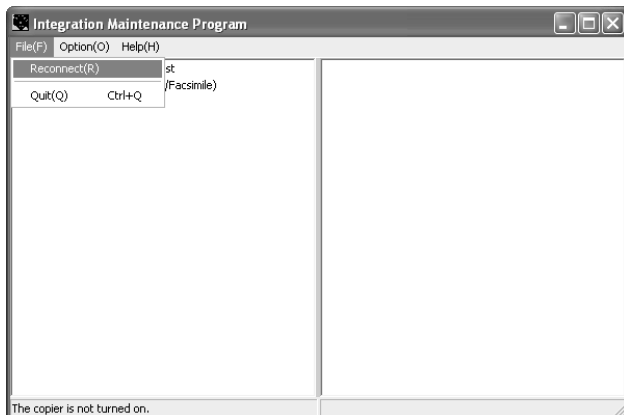 Integration Maintenance Program
File(F) Option(O) Help(H)
Reconnect(R)
st
Quit(Q) Ctrl+Q
/Facsimile)
The copier is not turned on.